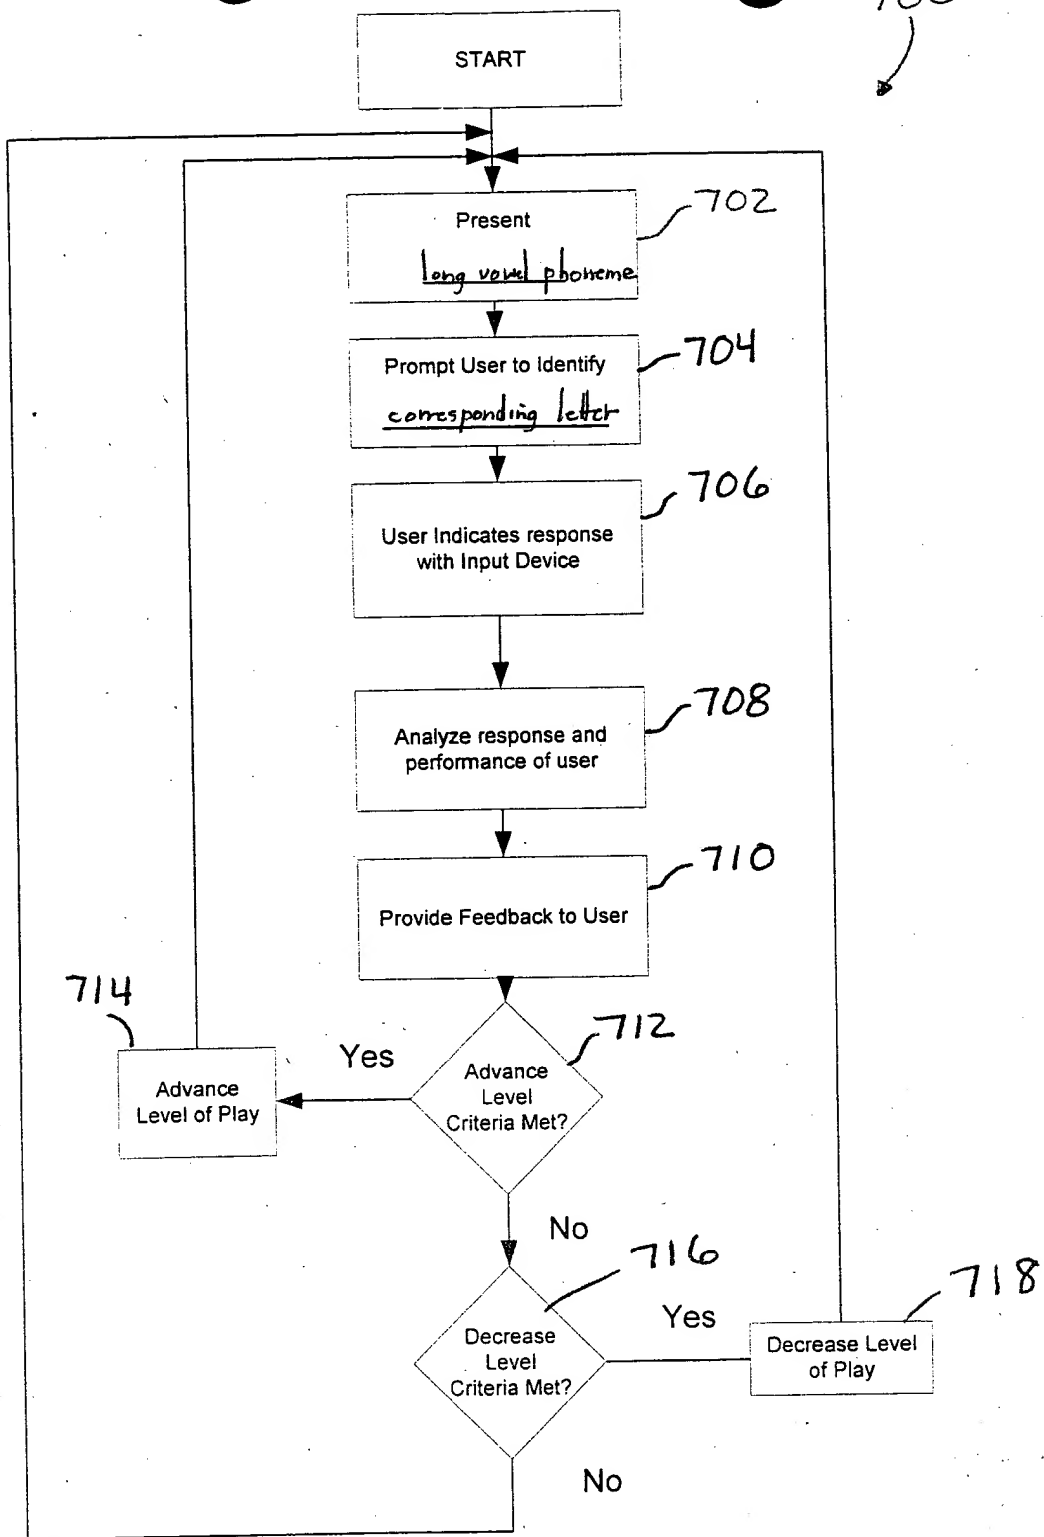 START
Present
702
long vowel phoneme
Prompt User to Identify
704
corresponding letter
706
User Indicates response
with Input Device
708
Analyze response and
performance of user
710
Provide Feedback to User
714
712
Yes
Advance
Level
Criteria Met?
Advance
Level of Play
No
716
718
Yes
Decrease
Level
Criteria Met?
Decrease Level
of Play
No